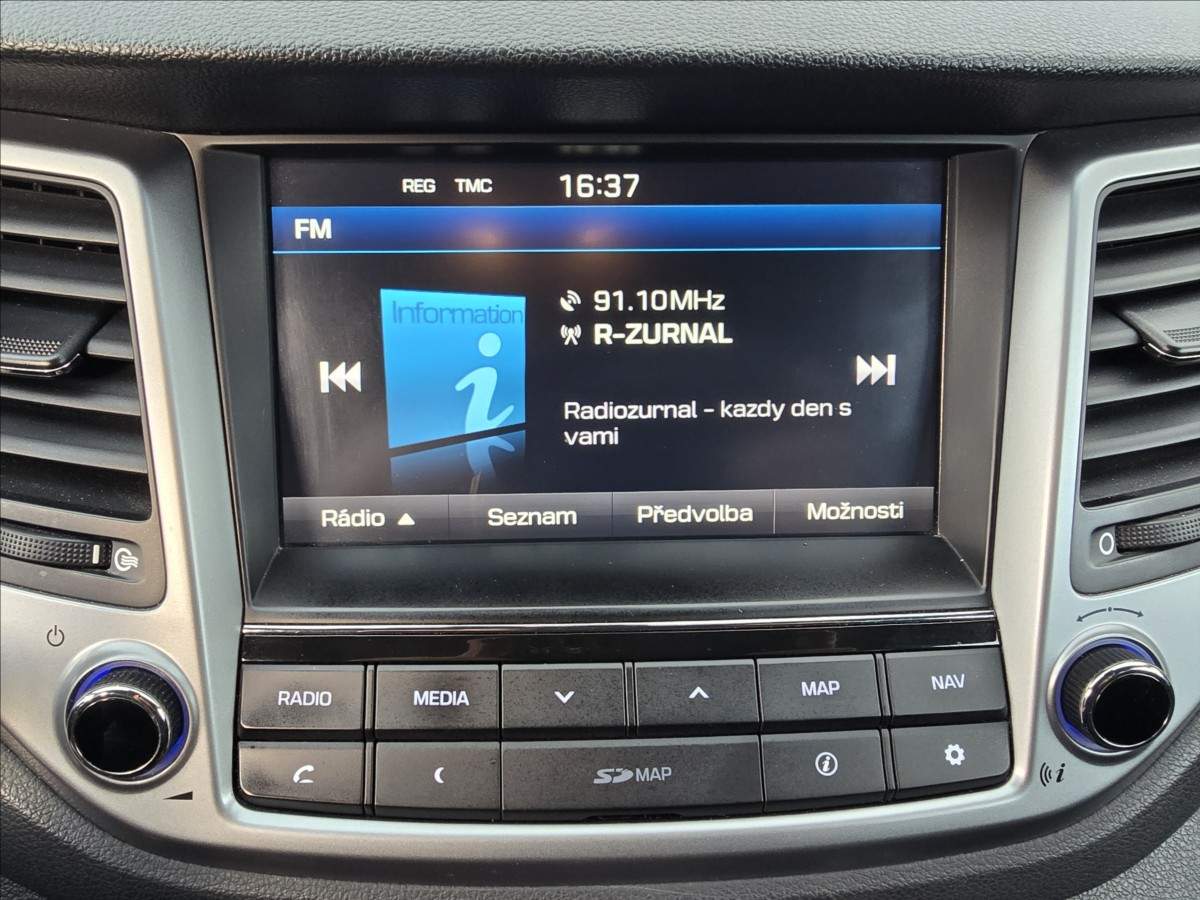 REG TMC 16:37
FM
Information
91.10MHz
R-ZURNAL
Radiozurnal - kazdy den s
vami
Rádio Seznam Předvolba Možnosti
RADIO MEDIA MAP NAV
SD MAP